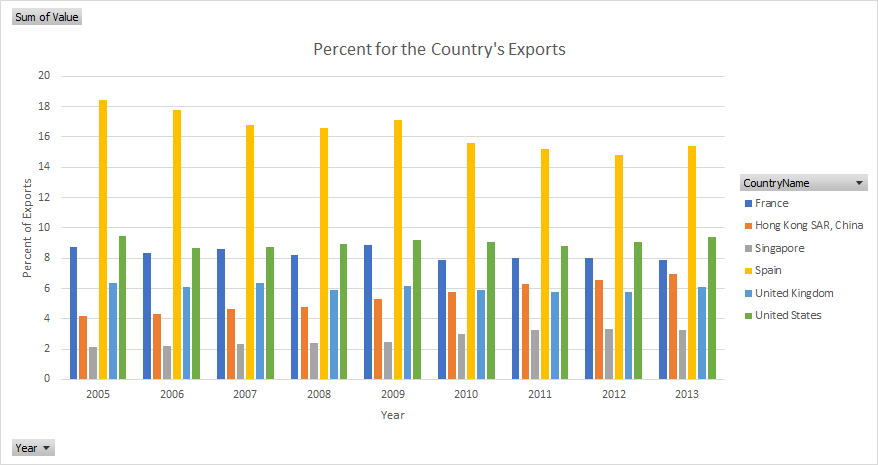 Sum of Value
Percent for the Country's Exports
20
18
16
14
12
10
8
6
4
2
0
Percent of Exports
2005 2006 2007 2008 2009 2010 2011 2012 2013
Year
CountryName
France
Hong Kong SAR, China
Singapore
Spain
United Kingdom
United States
Year